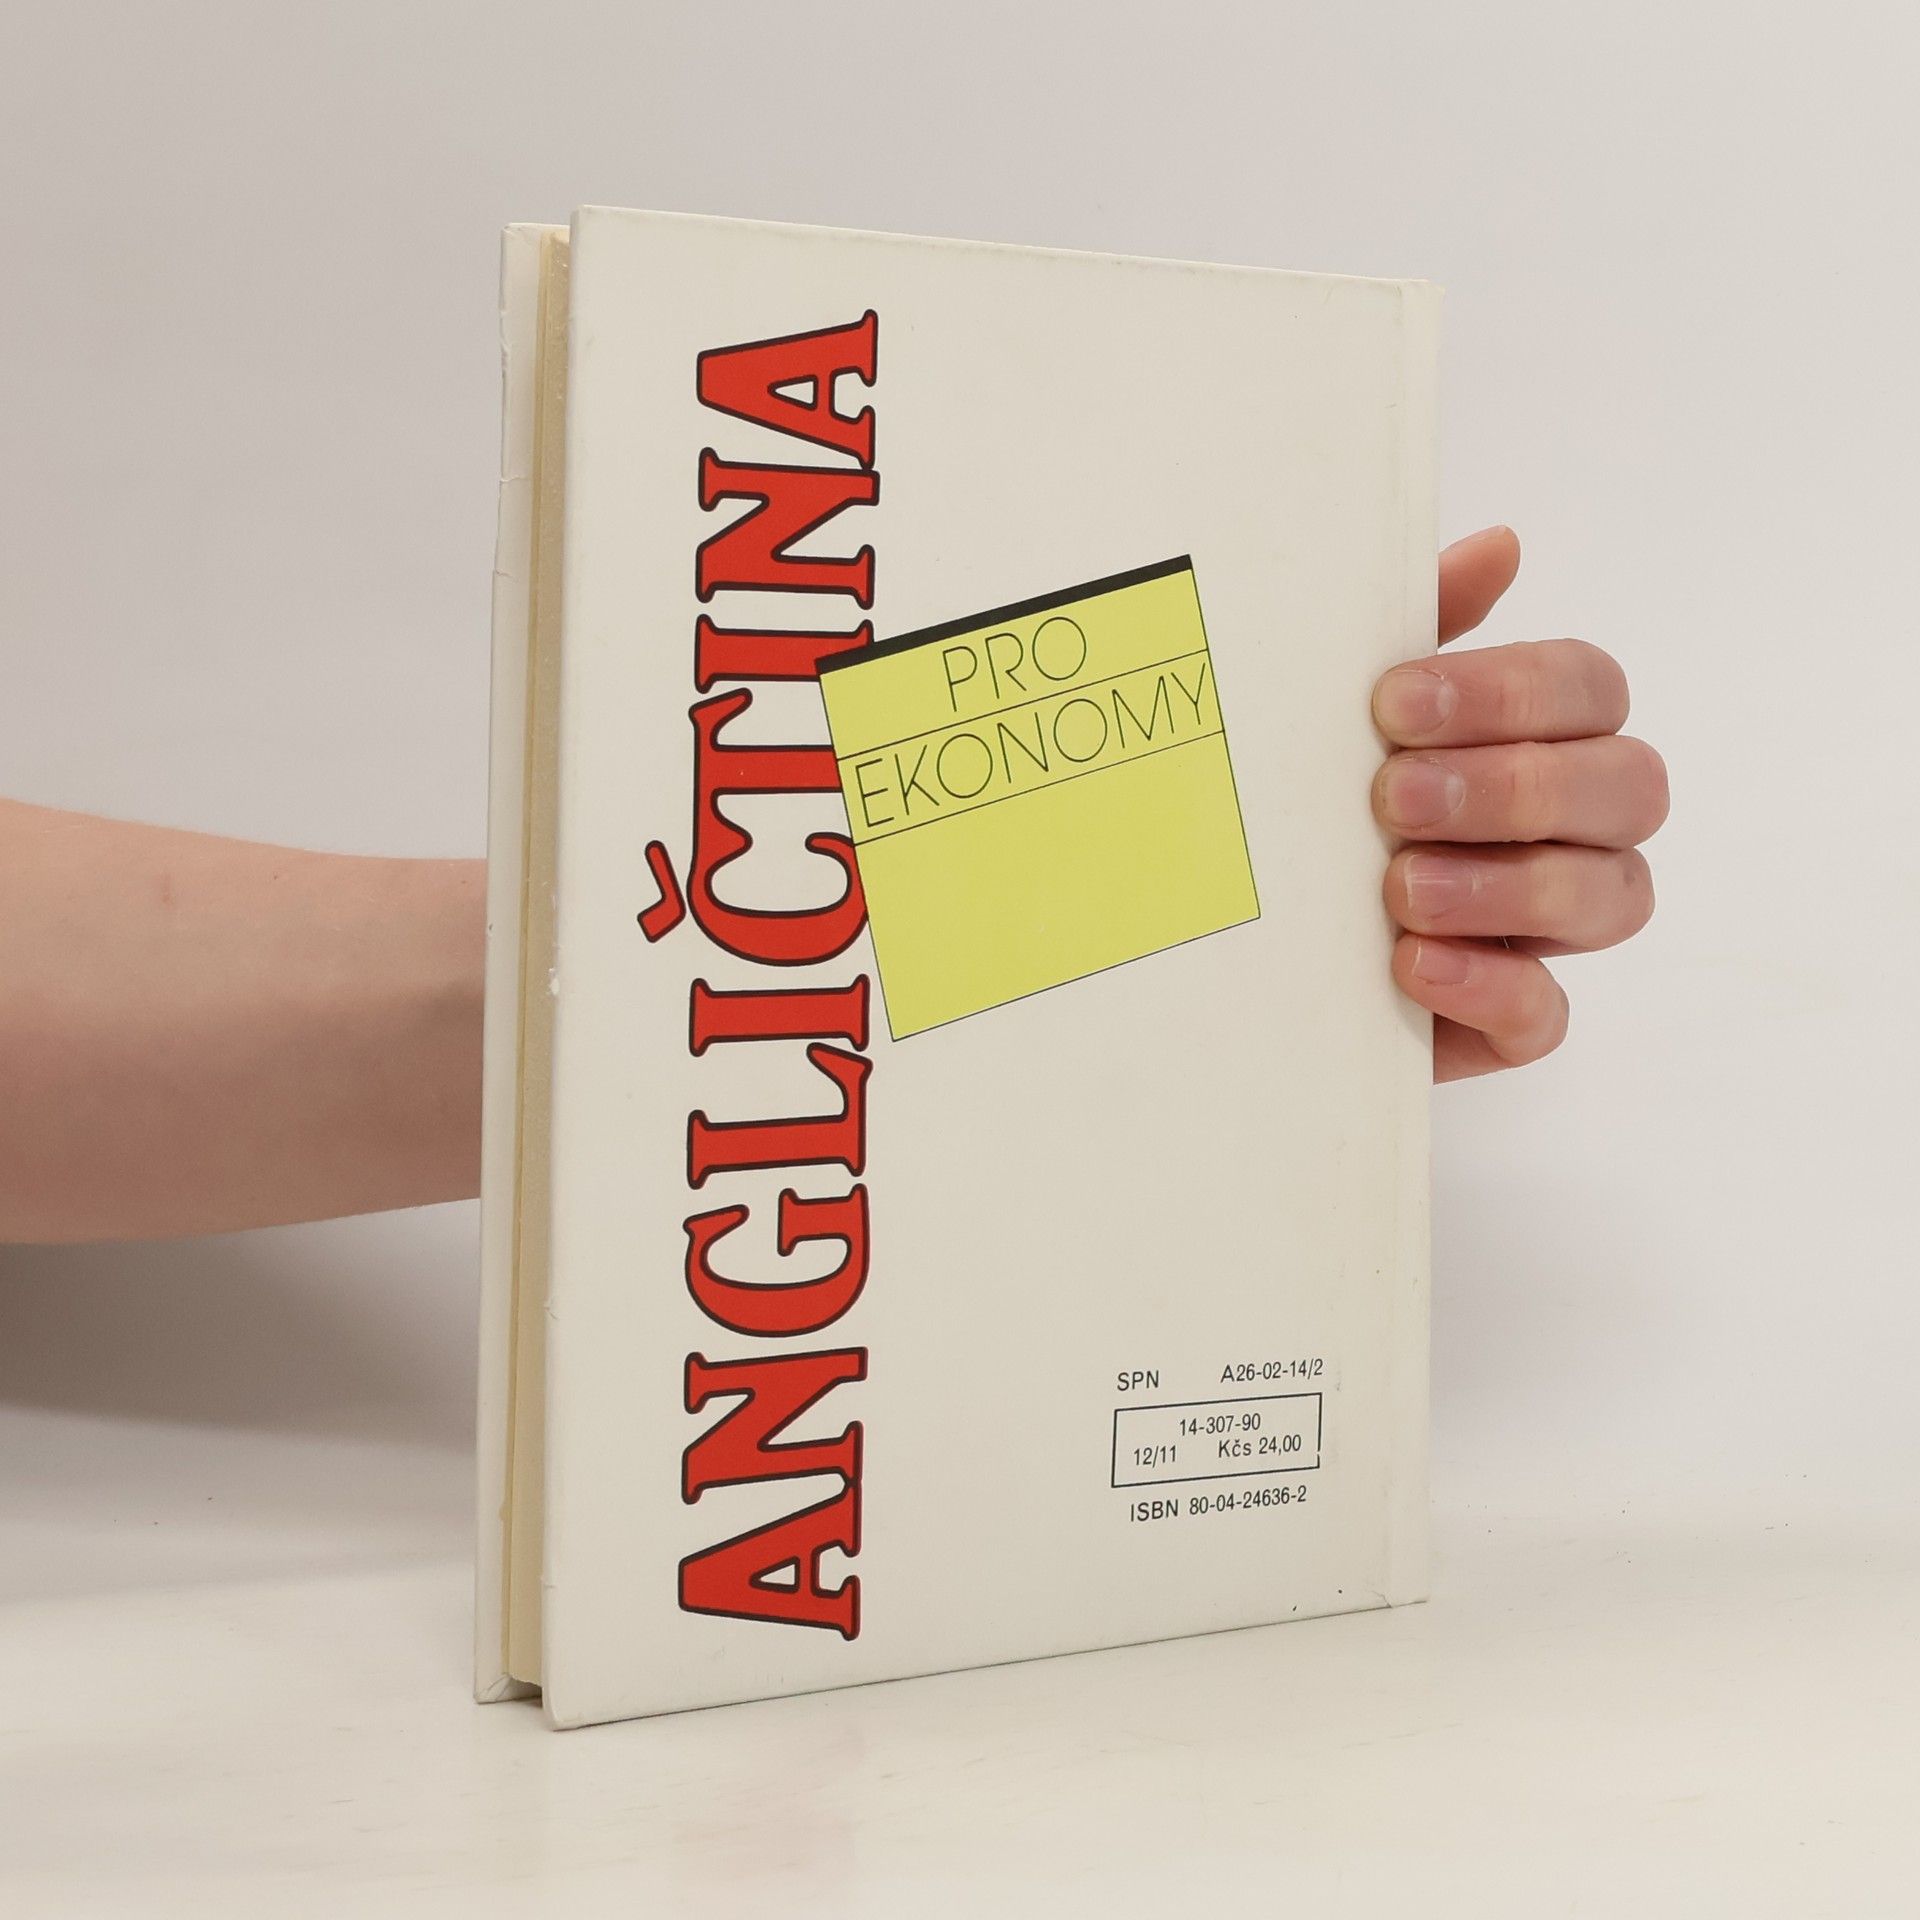 ANGLIČTINA
PRO
EKONOMY
SPN A26-02-14/2
14-307-90
12/11 Kčs 24,00
ISBN 80-04-24636-2